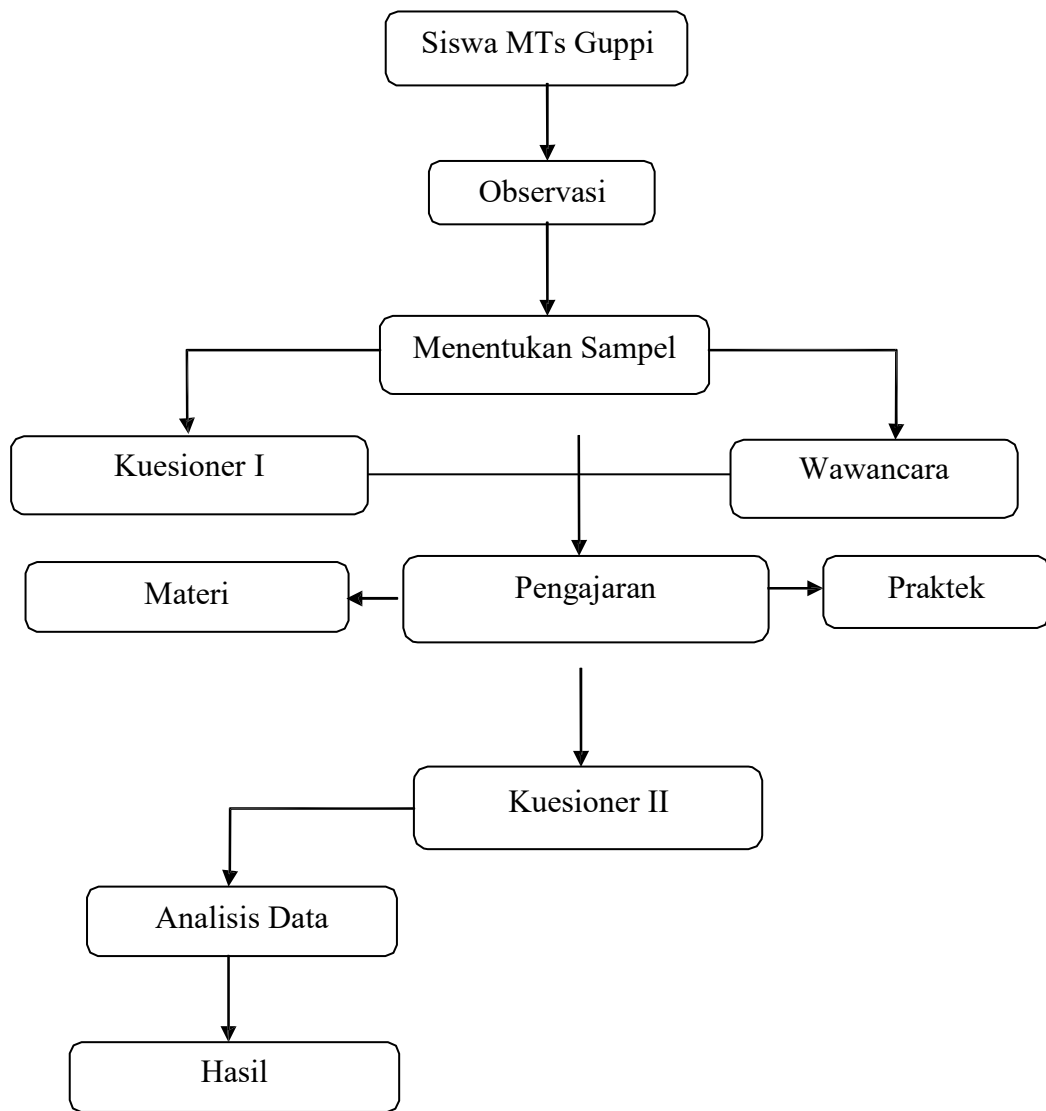 Siswa MTs Guppi
Observasi
Menentukan Sampel
Kuesioner I
Wawancara
Materi
Pengajaran
Praktek
Kuesioner II
Analisis Data
Hasil